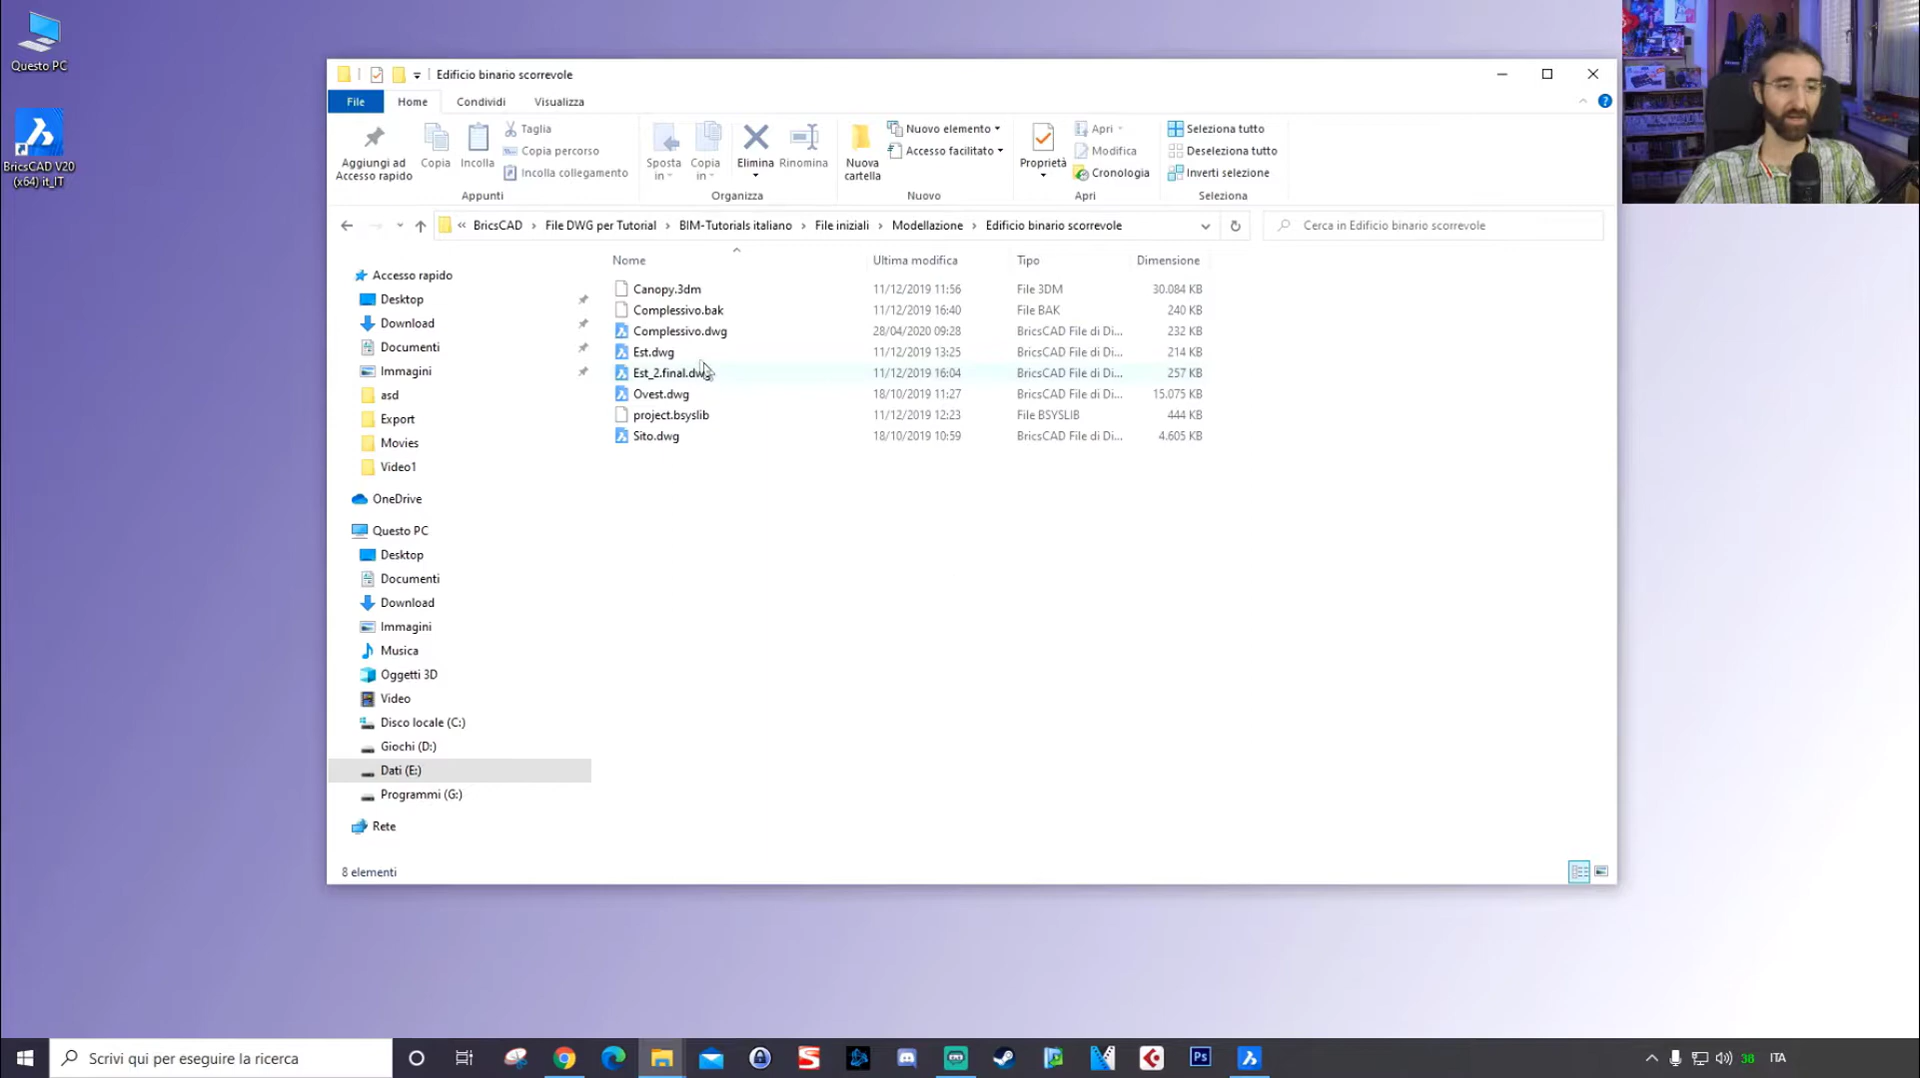 Questo PC
BricsCAD V20
(x64) it_IT
Edificio binario scorrevole
File
Home
Condividi
Visualizza
Aggiungi ad
Accesso rapido
Copia
Incolla
Taglia
Copia percorso
Incolla collegamento
Appunti
Sposta
in
Copia
in
Elimina
Rinomina
Organizza
Nuova
cartella
Nuovo elemento
Accesso facilitato
Nuovo
Proprietà
Apri
Modifica
Cronologia
Apri
Seleziona tutto
Deseleziona tutto
Inverti selezione
Seleziona
« BricsCAD > File DWG per Tutorial > BIM-Tutorials italiano > File iniziali > Modellazione > Edificio binario scorrevole
Cerca in Edificio binario scorrevole
Accesso rapido
Desktop
Download
Documenti
Immagini
asd
Export
Movies
Video1
OneDrive
Questo PC
Desktop
Documenti
Download
Immagini
Musica
Oggetti 3D
Video
Disco locale (C:)
Giochi (D:)
Dati (E:)
Programmi (G:)
Rete
Nome Ultima modifica Tipo Dimensione
Canopy.3dm 11/12/2019 11:56 File 3DM 30.084 KB
Complessivo.bak 11/12/2019 16:40 File BAK 240 KB
Complessivo.dwg 28/04/2020 09:28 BricsCAD File di Di... 232 KB
Est.dwg 11/12/2019 13:25 BricsCAD File di Di... 214 KB
Est_2.final.dwg 11/12/2019 16:04 BricsCAD File di Di... 257 KB
Ovest.dwg 18/10/2019 11:27 BricsCAD File di Di... 15.075 KB
project.bsyslib 11/12/2019 12:23 File BSYSLIB 444 KB
Sito.dwg 18/10/2019 10:59 BricsCAD File di Di... 4.605 KB
8 elementi
Scrivi qui per eseguire la ricerca
Ps
38
ITA